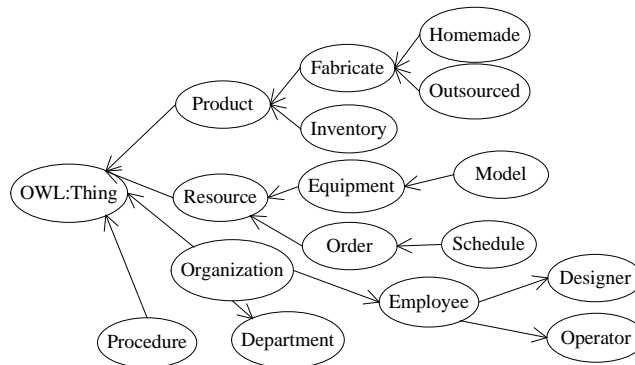 Homemade
Fabricate
Outsourced
Product
Inventory
Model
Equipment
OWL:Thing
Resource
Order
Schedule
Organization
Designer
Employee
Procedure
Department
Operator